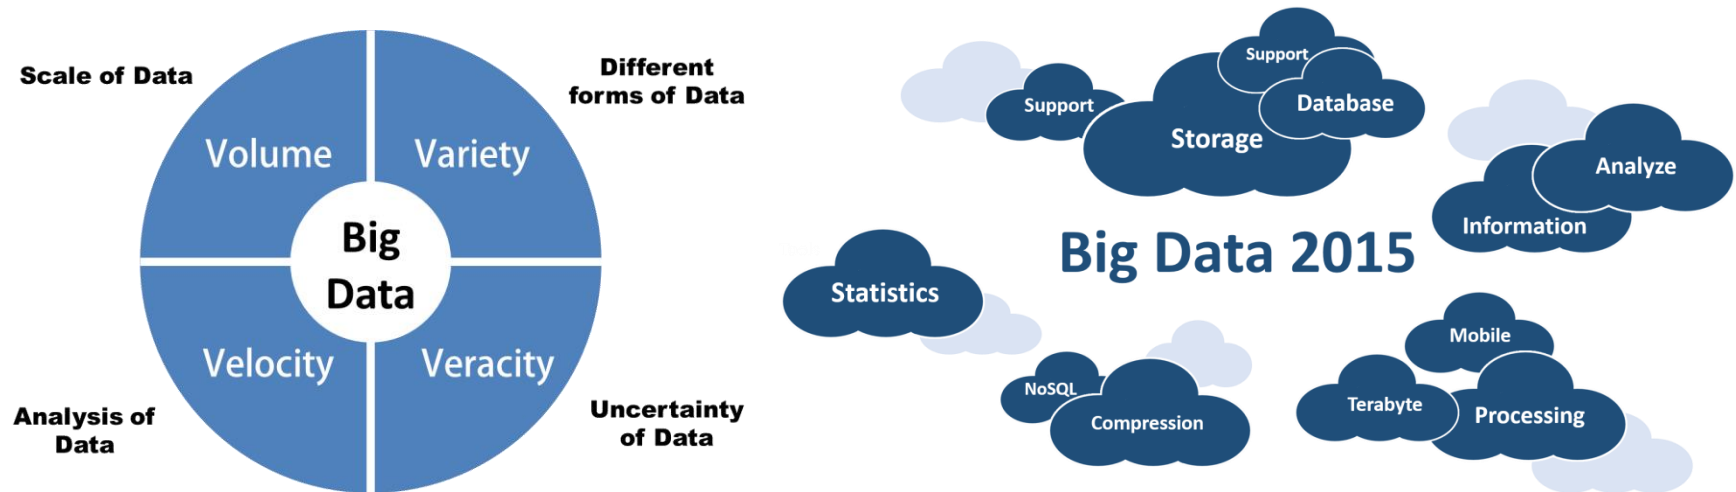 Scale of Data
Different
forms of Data
Volume
Variety
Big
Data
Velocity
Veracity
Analysis of
Data
Uncertainty
of Data
Support
Support
Database
Storage
Analyze
Information
Big Data 2015
Statistics
Mobile
NoSQL
Compression
Terabyte
Processing